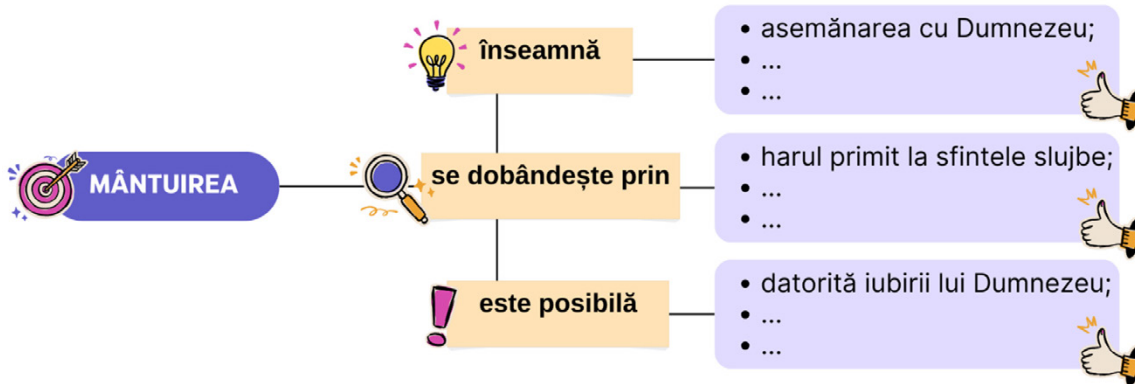 înseamnă
• asemănarea cu Dumnezeu;
• ...
• ...
MÂNTUIREA
se dobândește prin
• harul primit la sfintele slujbe;
• ...
• ...
este posibilă
• datorită iubirii lui Dumnezeu;
• ...
• ...